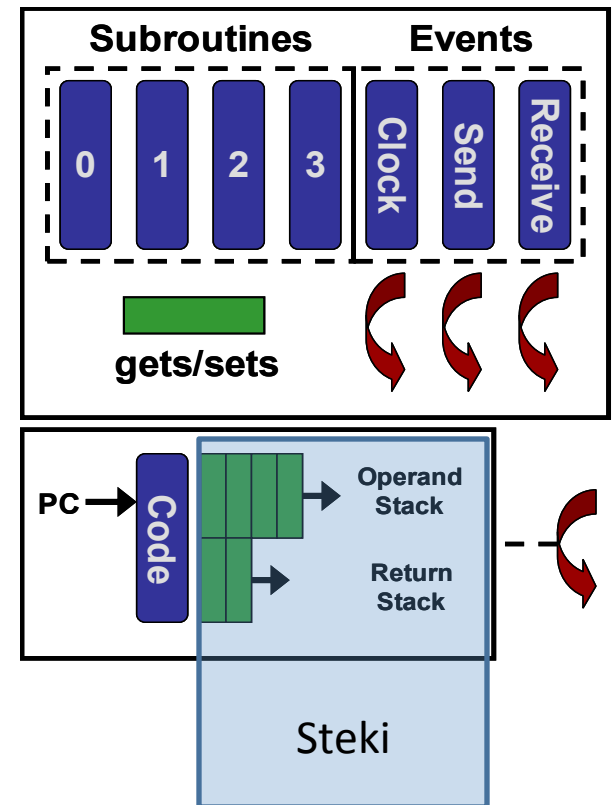 Subroutines Events
0 1 2 3 Clock Send Receive
gets/sets
PC
Code
Operand
Stack
Return
Stack
Steki